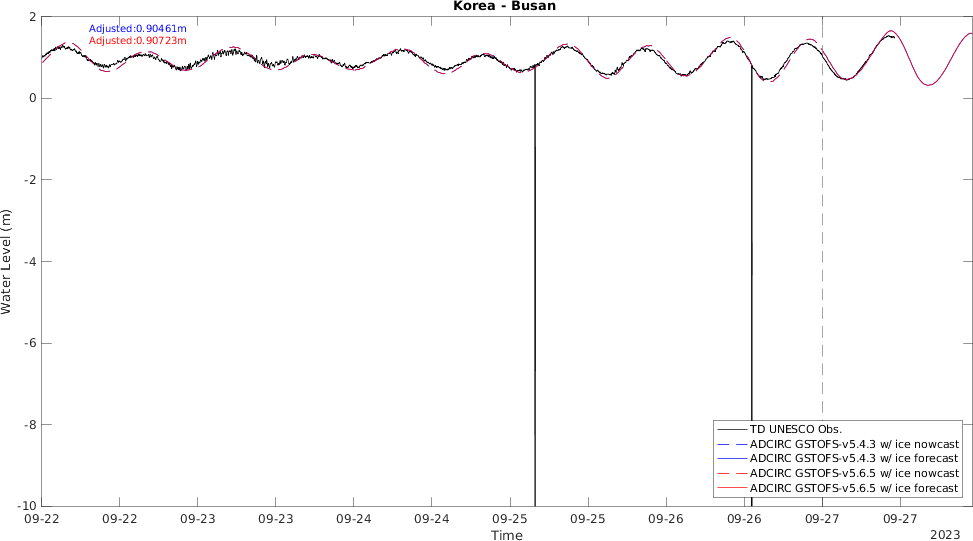 Korea - Busan
Adjusted:0.90461m
Adjusted:0.90723m
2
0
-2
-4
-6
-8
-10
Water Level (m)
TD UNESCO Obs.
ADCIRC GSTOFS-v5.4.3 w/ ice nowcast
ADCIRC GSTOFS-v5.4.3 w/ ice forecast
ADCIRC GSTOFS-v5.6.5 w/ ice nowcast
ADCIRC GSTOFS-v5.6.5 w/ ice forecast
09-22 09-22 09-23 09-23 09-24 09-24 09-25 09-25 09-26 09-26 09-27 09-27
Time
2023